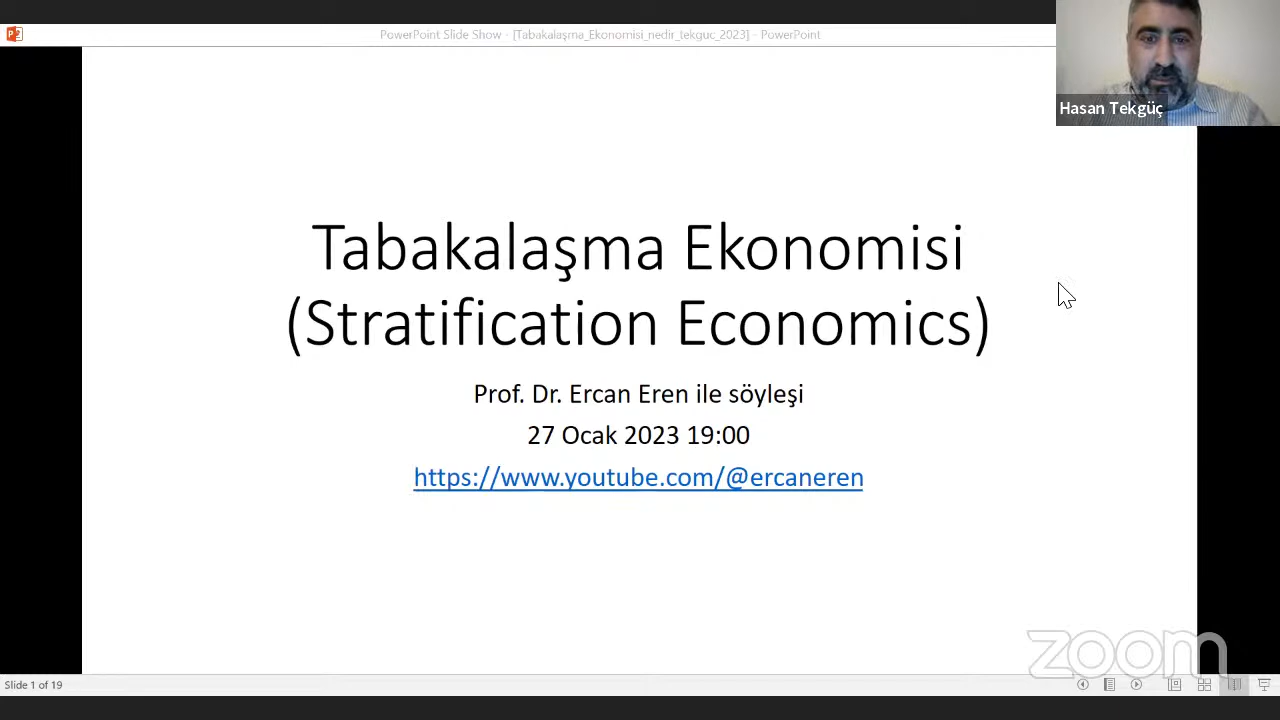 PowerPoint Slide Show - [Tabakalaşma_Ekonomisi_nedir_tekguc_2023] - PowerPoint
Hasan Tekgüç
Tabakalaşma Ekonomisi
(Stratification Economics)
Prof. Dr. Ercan Eren ile söyleşi
27 Ocak 2023 19:00
https://www.youtube.com/@ercaneren
zoom
Slide 1 of 19